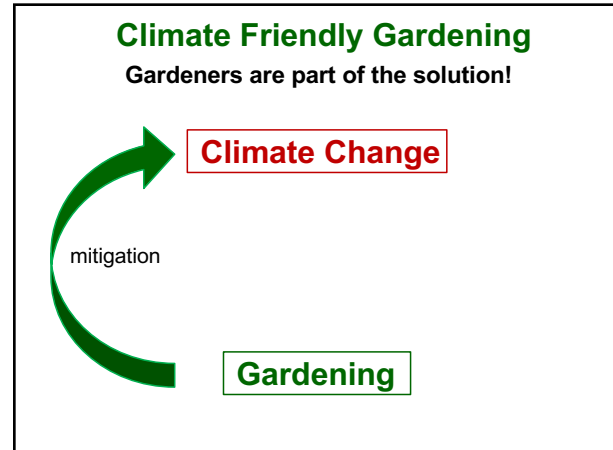 Climate Friendly Gardening
Gardeners are part of the solution!
Climate Change
mitigation
Gardening